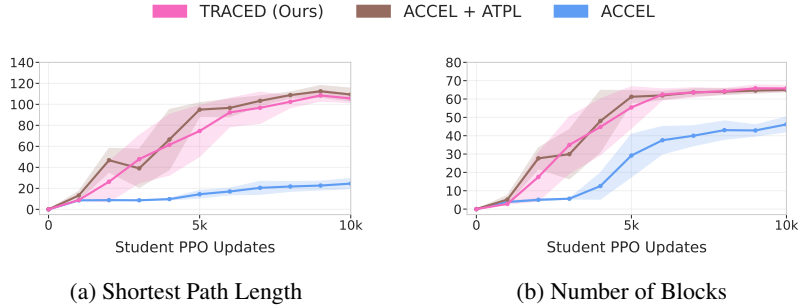 TRACED (Ours) ACCEL + ATPL ACCEL
140
120
100
80
60
40
20
0
0 5k 10k
Student PPO Updates
(a) Shortest Path Length
80
70
60
50
40
30
20
10
0
0 5k 10k
Student PPO Updates
(b) Number of Blocks